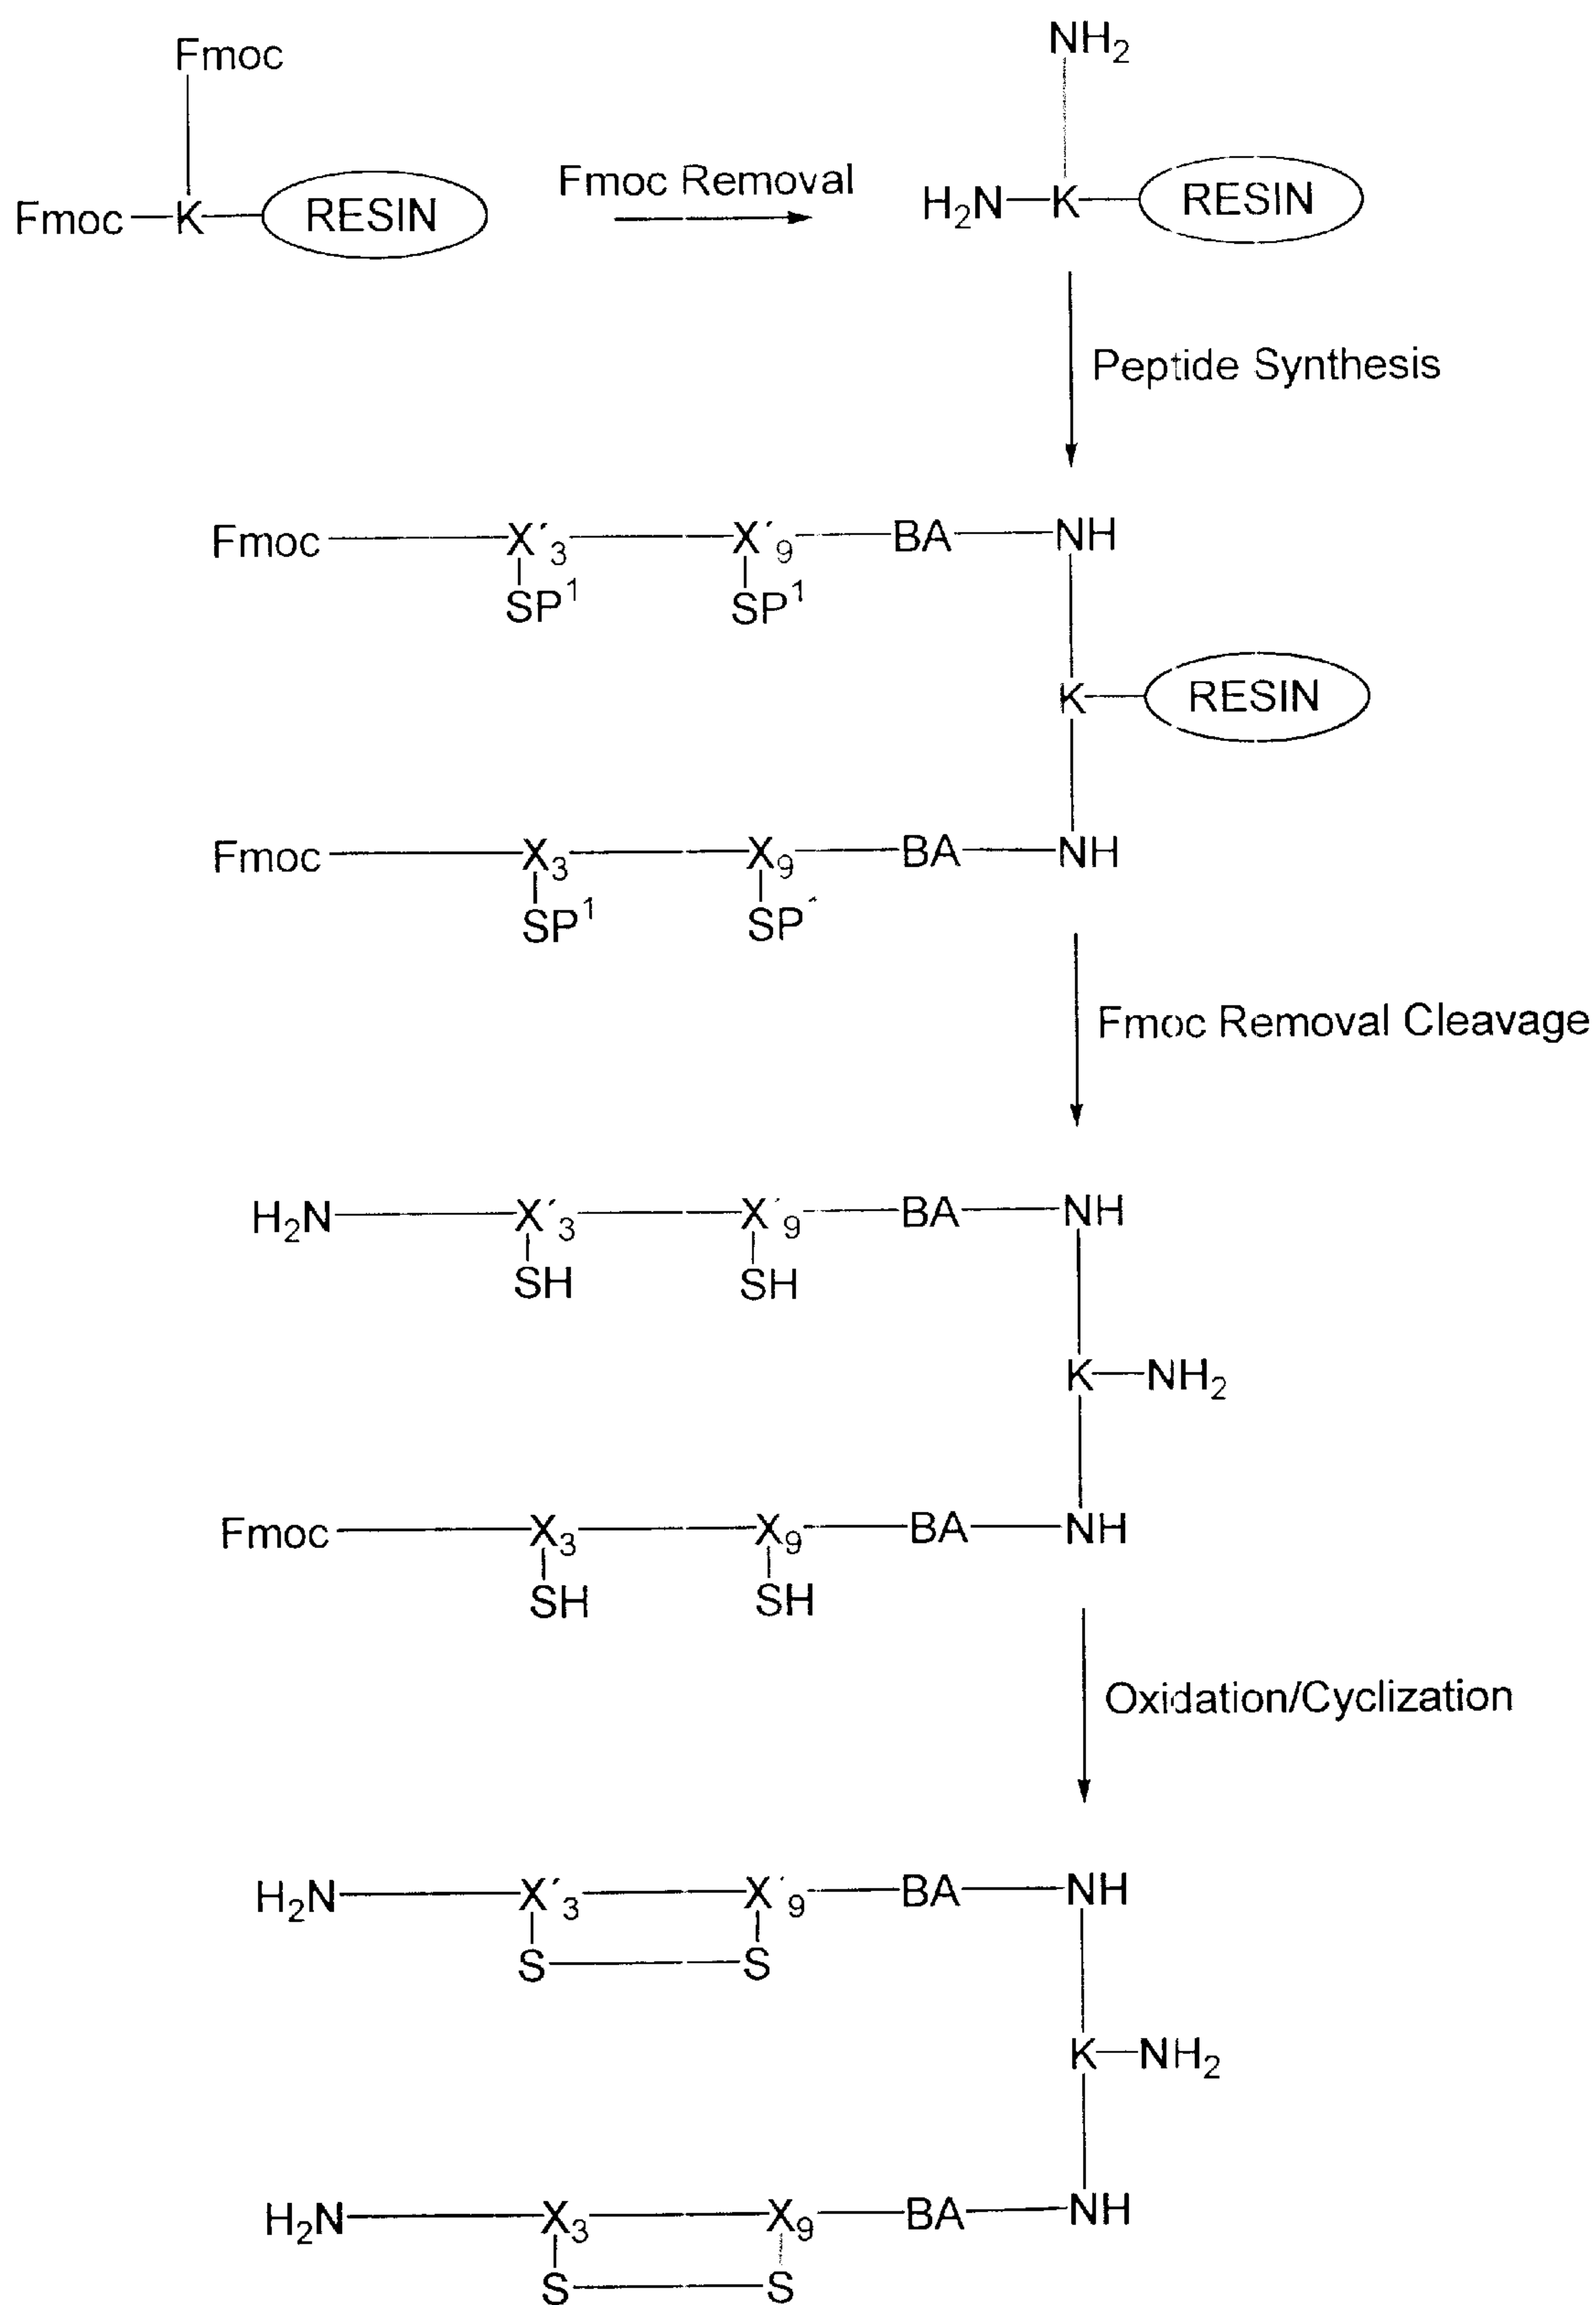 Fmoc
NH2
Fmoc—K—RESIN
Fmoc Removal
H2N—K—RESIN
Peptide Synthesis
Fmoc—X´3—X´9—BA—NH
SP1 SP1
K—RESIN
Fmoc—X3—X9—BA—NH
SP1 SP
Fmoc Removal Cleavage
H2N—X´3—X´9—BA—NH
SH SH
K—NH2
Fmoc—X3—X9—BA—NH
SH SH
Oxidation/Cyclization
H2N—X´3—X´9—BA—NH
S—S
K—NH2
H2N—X3—X9—BA—NH
S—S